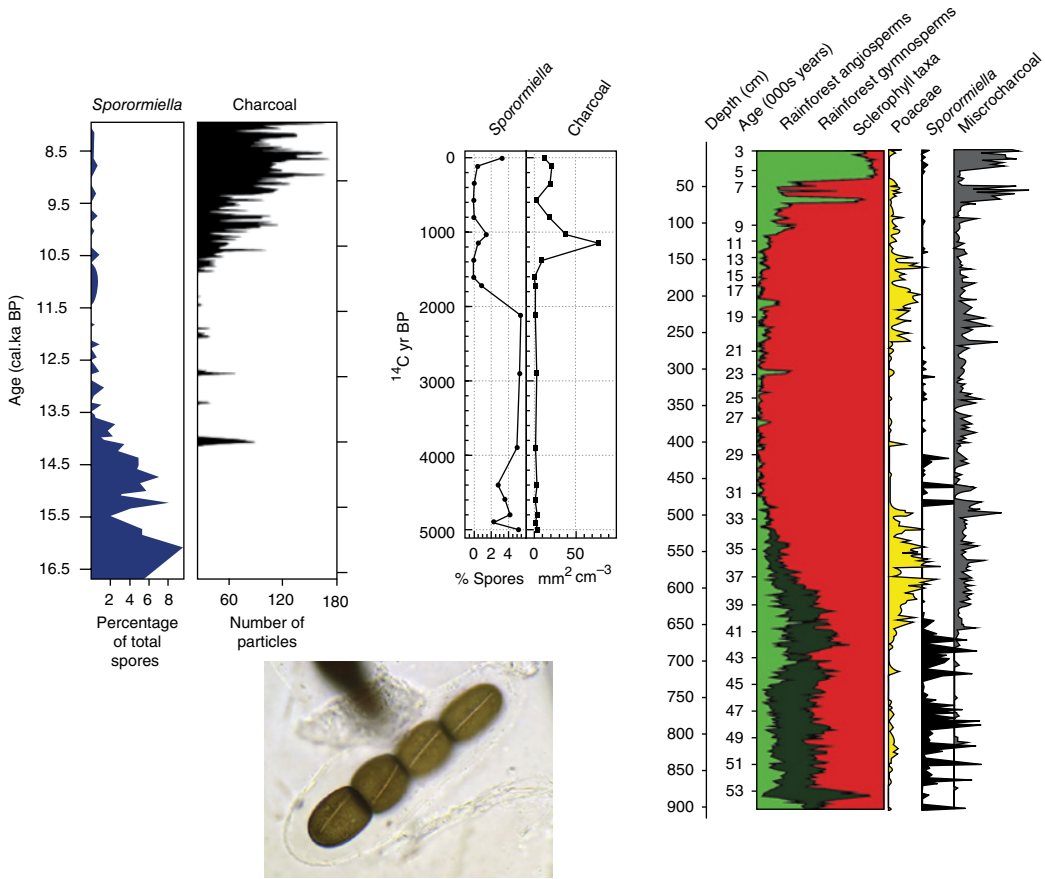 Sporormiella
Charcoal
Age (cal.ka BP)
8.5
9.5
10.5
11.5
12.5
13.5
14.5
15.5
16.5
2 4 6 8
Percentage
of total
spores
60 120 180
Number of
particles
Sporormiella
Charcoal
14C yr BP
0
1000
2000
3000
4000
5000
0 2 4
% Spores
0 50
mm2 cm−3
Depth (cm)
Age (000s years)
Rainforest angiosperms
Rainforest gymnosperms
Sclerophyll taxa
Poaceae
Sporormiella
Misrocharcoal
50
100
150
200
250
300
350
400
450
500
550
600
650
700
750
800
850
900
3
5
7
9
11
13
15
17
19
21
23
25
27
29
31
33
35
37
39
41
43
45
47
49
51
53